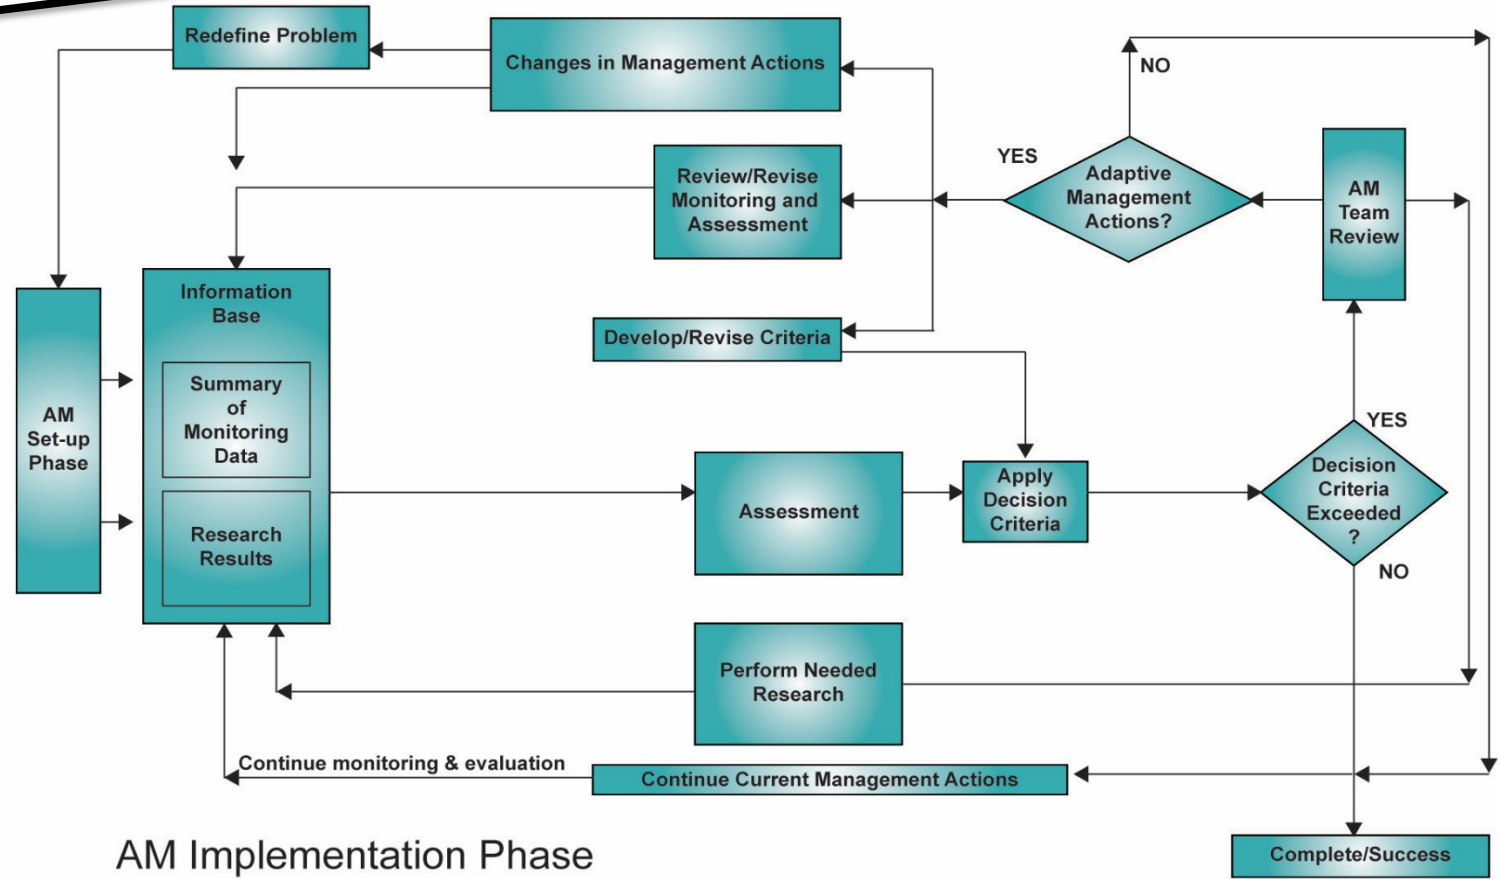 Redefine Problem
Changes in Management Actions
NO
YES
Adaptive
Management
Actions?
AM
Team
Review
Review/Revise
Monitoring and
Assessment
Information
Base
Develop/Revise Criteria
Summary
of
Monitoring
Data
AM
Set-up
Phase
YES
Decision
Criteria
Exceeded
?
NO
Apply
Decision
Criteria
Assessment
Research
Results
Perform Needed
Research
Continue monitoring & evaluation
Continue Current Management Actions
Complete/Success
AM Implementation Phase